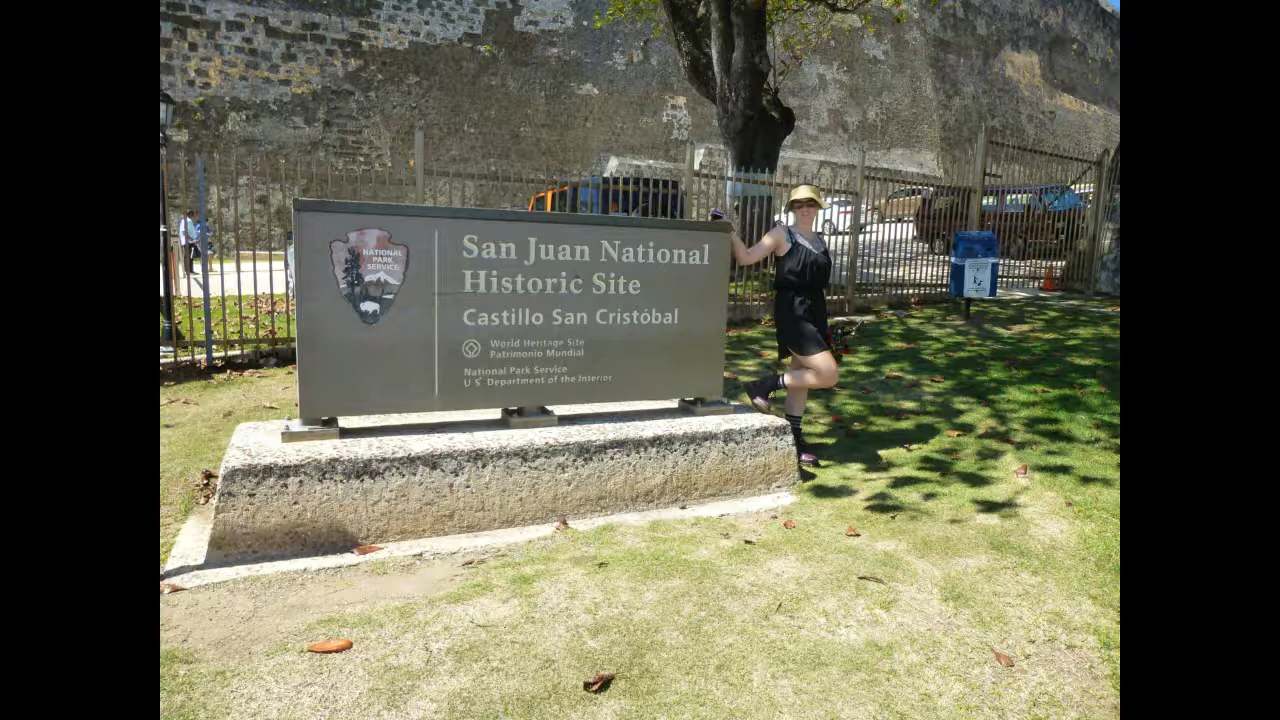 NATIONAL
PARK
SERVICE
San Juan National
Historic Site
Castillo San Cristóbal
World Heritage Site
Patrimonio Mundial
National Park Service
U.S. Department of the Interior